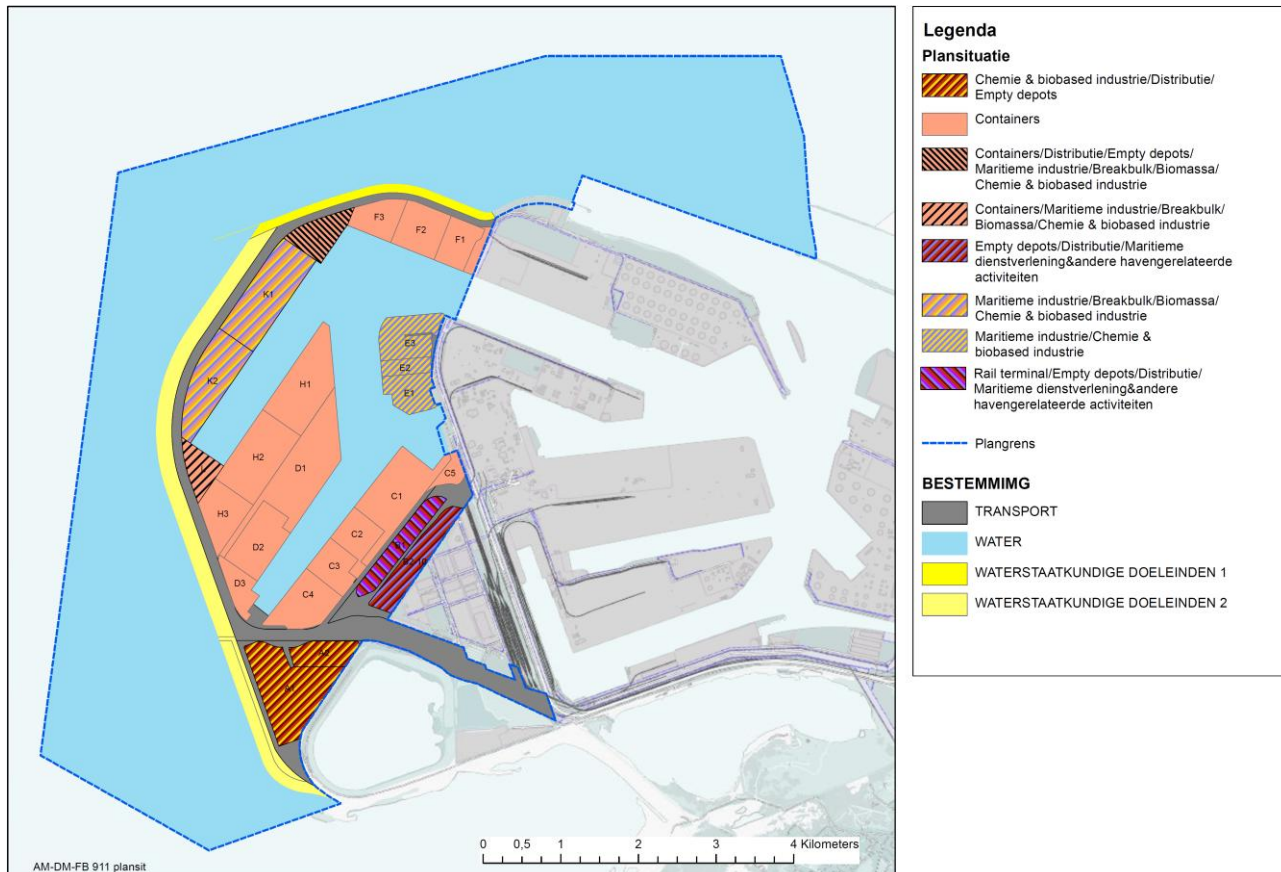 F3
F2
F1
K1
E3
E2
E1
K2
H1
H2
D1
C5
C1
H3
C2
D2
C3
D3
C4
A2
A1
0 0,5 1 2 3 4 Kilometers
AM-DM-FB 911 plansit
Legenda
Plansituatie
Chemie & biobased industrie/Distributie/
Empty depots
Containers
Containers/Distributie/Empty depots/
Maritieme industrie/Breakbulk/Biomassa/
Chemie & biobased industrie
Containers/Maritieme industrie/Breakbulk/
Biomassa/Chemie & biobased industrie
Empty depots/Distributie/Maritieme
dienstverlening&andere havengerelateerde
activiteiten
Maritieme industrie/Breakbulk/Biomassa/
Chemie & biobased industrie
Maritieme industrie/Chemie &
biobased industrie
Rail terminal/Empty depots/Distributie/
Maritieme dienstverlening&andere
havengerelateerde activiteiten
Plangrens
BESTEMMIMG
TRANSPORT
WATER
WATERSTAATKUNDIGE DOELEINDEN 1
WATERSTAATKUNDIGE DOELEINDEN 2